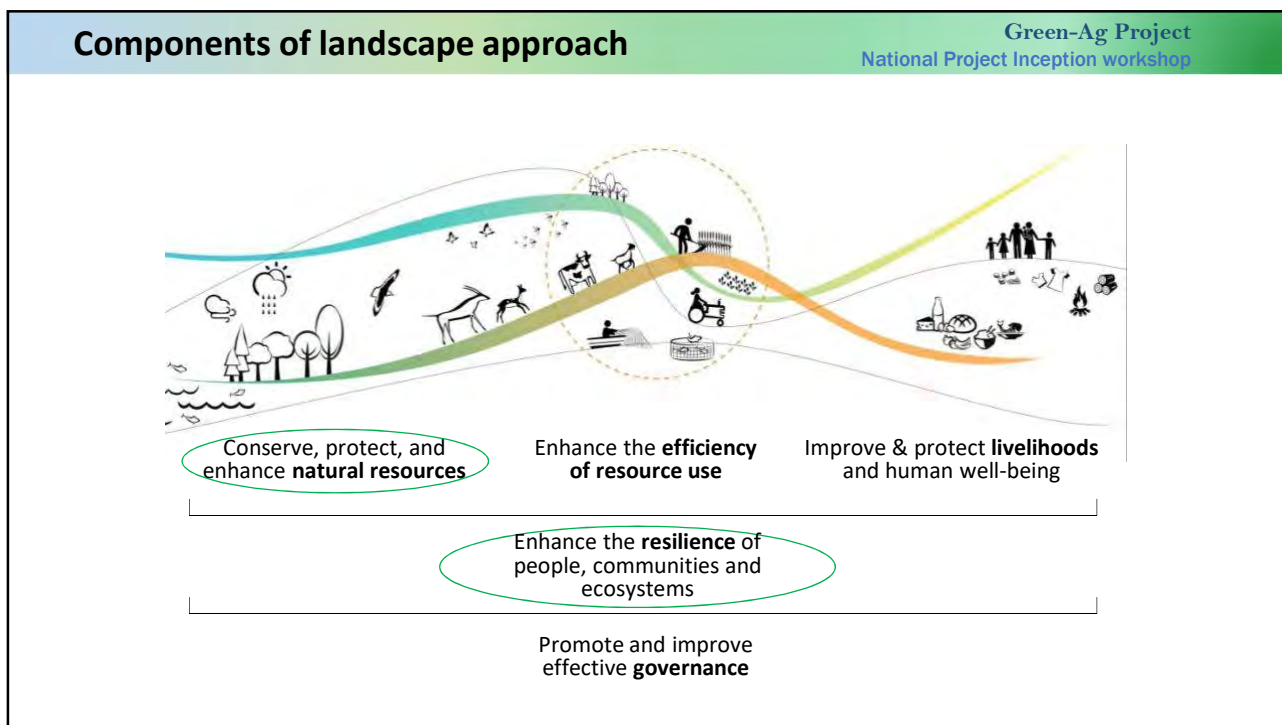 Components of landscape approach
Green-Ag Project
National Project Inception workshop
Conserve, protect, and
enhance natural resources
Enhance the efficiency
of resource use
Improve & protect livelihoods
and human well-being
Enhance the resilience of
people, communities and
ecosystems
Promote and improve
effective governance